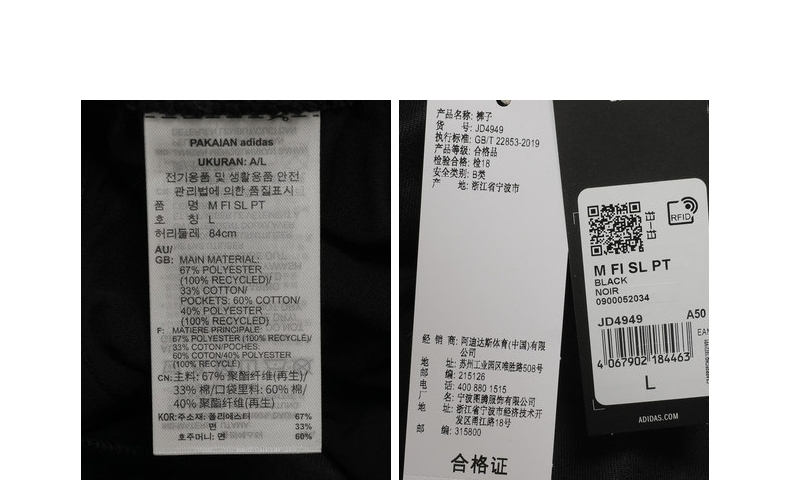 PAKAIAN adidas
UKURAN: A/L
전기용품 및 생활용품 안전
관리법에 의한 품질표시
품 명 M FI SL PT
호 칭 L
허리둘레 84cm
AU/
GB: MAIN MATERIAL:
67% POLYESTER
(100% RECYCLED)/
33% COTTON/
POCKETS: 60% COTTON/
40% POLYESTER
(100% RECYCLED)
F: MATIERE PRINCIPALE:
67% POLYESTER (100% RECYCLÉ)/
33% COTON/POCHES:
60% COTON/40% POLYESTER
(100% RECYCLÉ)
CN: 主料: 67% 聚酯纤维(再生)/
33% 棉/口袋里料: 60% 棉/
40% 聚酯纤维(再生)
KOR:주소재: 폴리에스터 67%
면 33%
호주머니: 면 60%
产品名称: 裤子
货 号: JD4949
执行标准: GB/T 22853-2019
产品等级: 合格品
检验合格: 检18
安全类别: B类
产 地: 浙江省宁波市
经 销 商: 阿迪达斯体育(中国)有限
公司
地 址: 苏州工业园区唯胜路508号
邮 编: 215126
电 话: 400 880 1515
厂 名: 宁波甬腾服饰有限公司
地 址: 浙江省宁波市经济技术开
发区甬江路18号
邮 编: 315800
合格证
RFID
M FI SL PT
BLACK
NOIR
0900052034
JD4949 A50
EAN
4 067902 184463
L
ADIDAS.COM